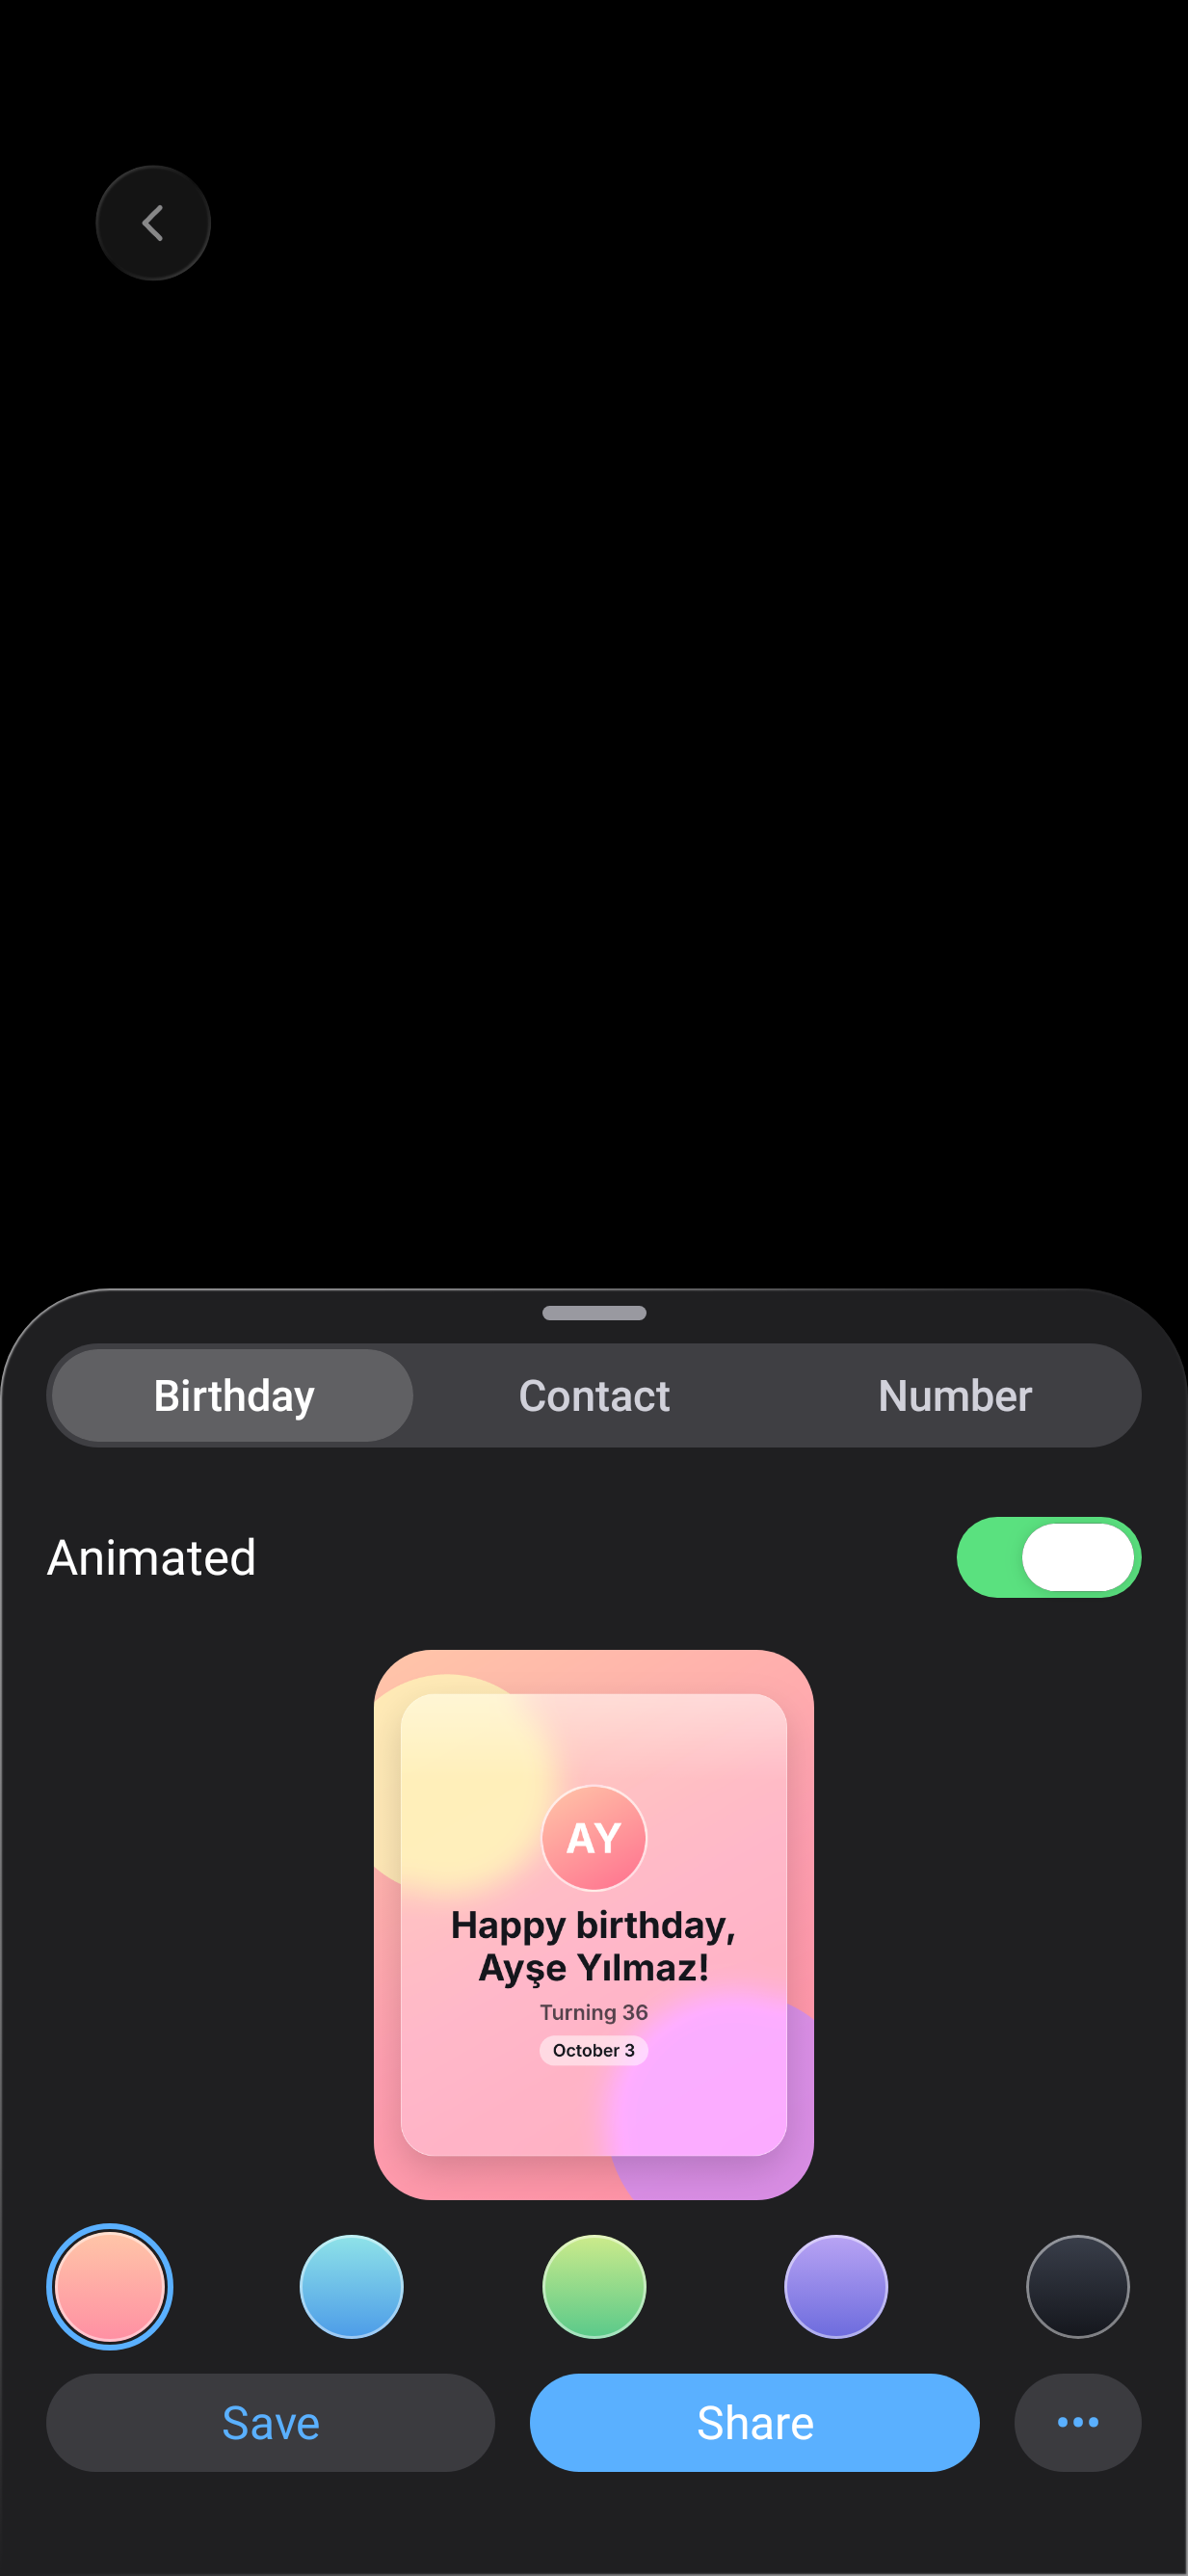 Birthday
Contact
Number
Animated
AY
Happy birthday,
Ayşe Yılmaz!
Turning 36
October 3
Save
Share